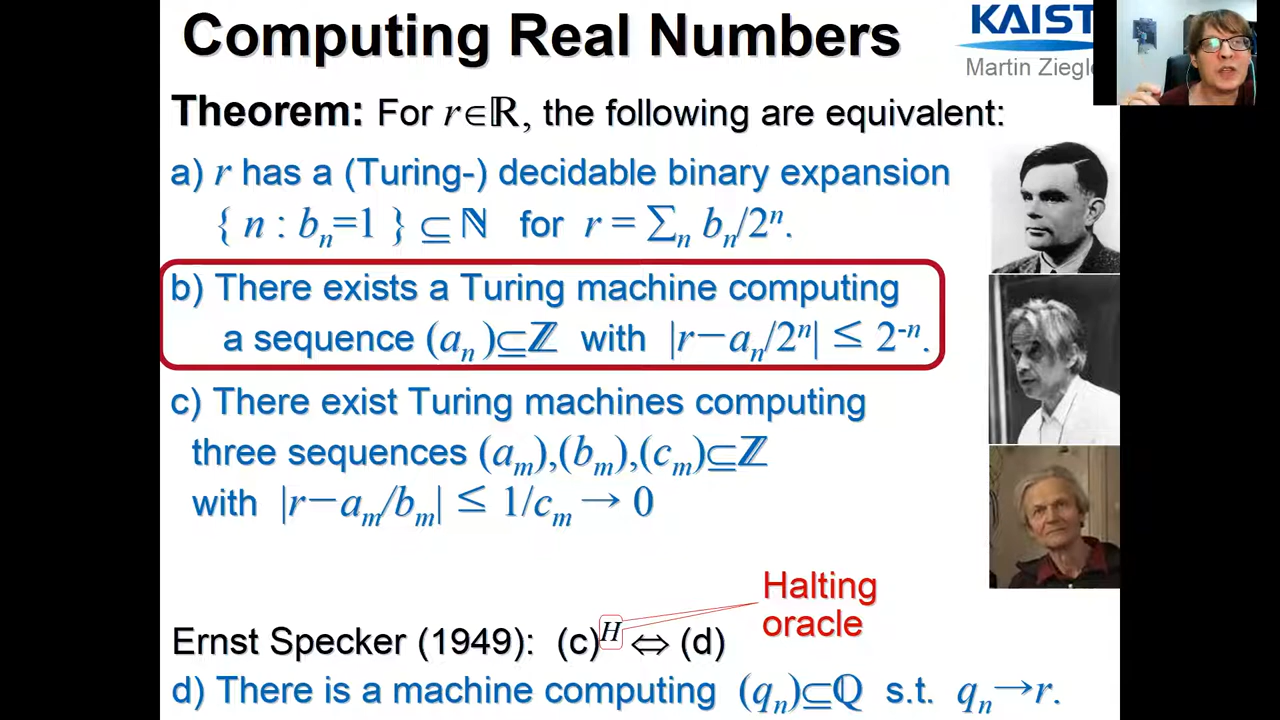 Computing Real Numbers
KAIST
Martin Ziegl
Theorem: For r∈ℝ, the following are equivalent:
a) r has a (Turing-) decidable binary expansion
{ n : bₙ=1 } ⊆ ℕ for r = ∑ₙ bₙ/2ⁿ.
b) There exists a Turing machine computing
a sequence (aₙ)⊆ℤ with |r−aₙ/2ⁿ| ≤ 2⁻ⁿ.
c) There exist Turing machines computing
three sequences (aₘ),(bₘ),(cₘ)⊆ℤ
with |r−aₘ/bₘ| ≤ 1/cₘ → 0
Halting
oracle
Ernst Specker (1949): (c)ᴴ ⇔ (d)
d) There is a machine computing (qₙ)⊆ℚ s.t. qₙ→r.